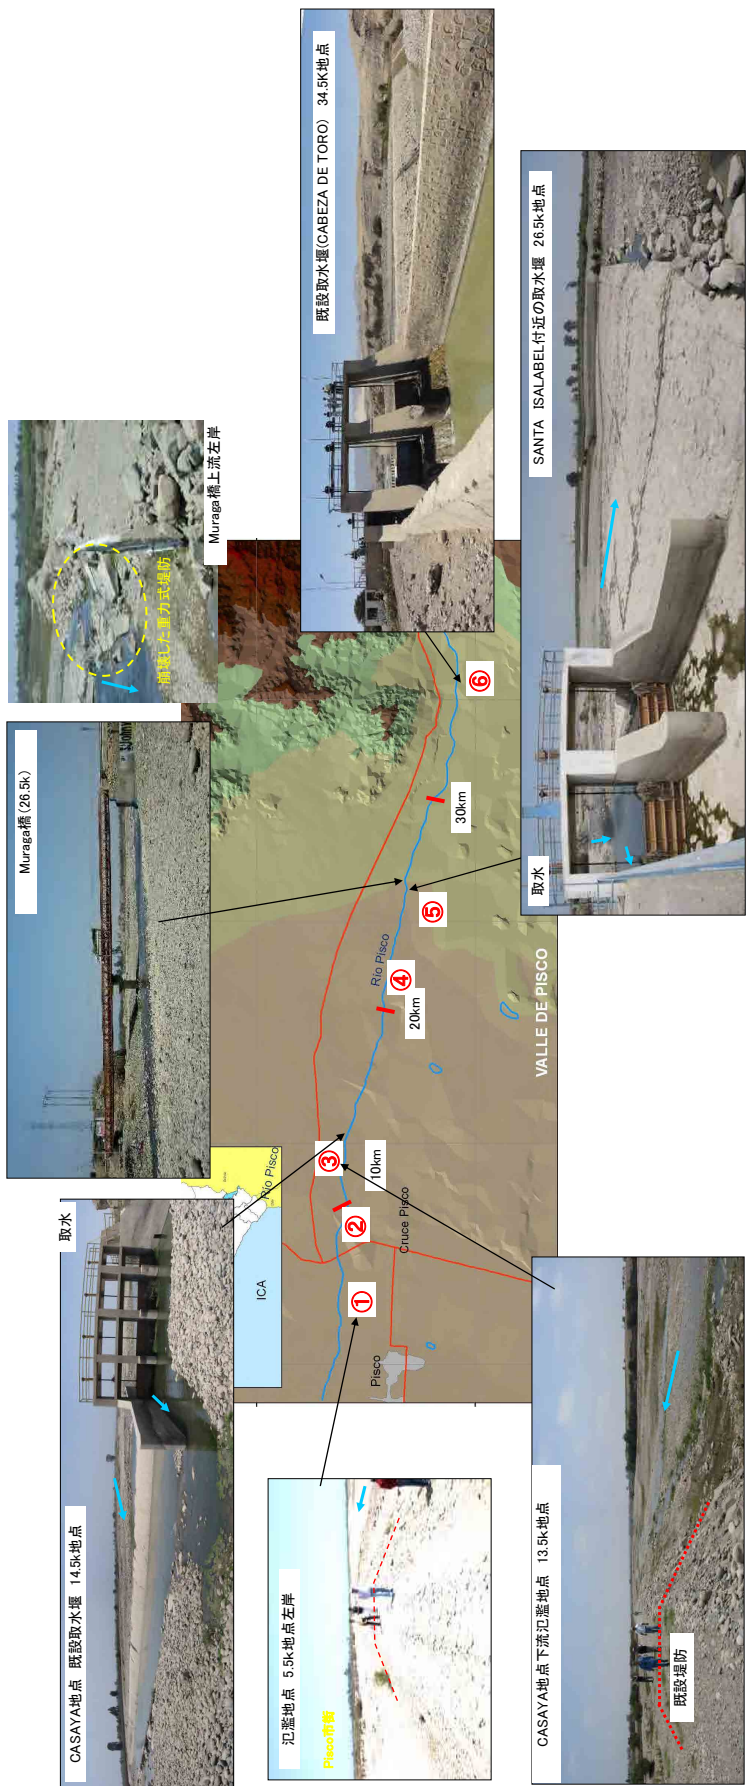 CASAYA地点 既設取水堰 14.5k地点
取水
Muraga橋(26.5k)
崩壊した重力式堤防
Muraga橋上流左岸
既設取水堰(CABEZA DE TORO) 34.5K地点
ICA
Río Pisco
Pisco
Cruce Pisco
①
②
③
④
⑤
⑥
10km
20km
30km
Río Pisco
VALLE DE PISCO
氾濫地点 5.5k地点左岸
Pisco市街
CASAYA地点下流氾濫地点 13.5k地点
既設堤防
SANTA ISALABEL付近の取水堰 26.5k地点
取水